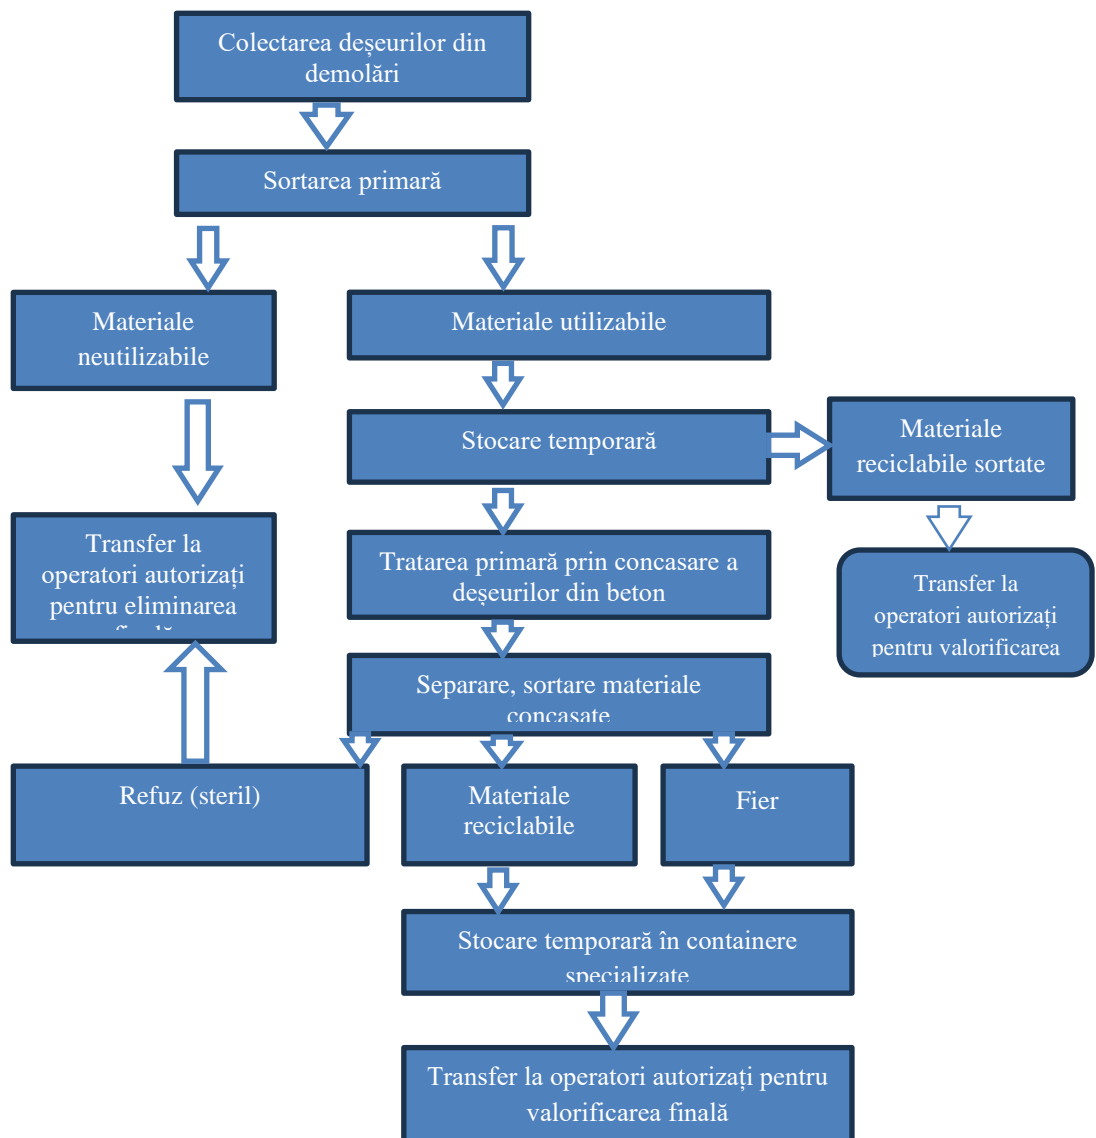 Colectarea deșeurilor din
demolări
Sortarea primară
Materiale
neutilizabile
Materiale utilizabile
Stocare temporară
Materiale
reciclabile sortate
Transfer la
operatori autorizați
pentru eliminarea
Tratarea primară prin concasare a
deșeurilor din beton
Transfer la
operatori autorizați
pentru valorificarea
Separare, sortare materiale
concasate
Refuz (steril)
Materiale
reciclabile
Fier
Stocare temporară în containere
specializate
Transfer la operatori autorizați pentru
valorificarea finală